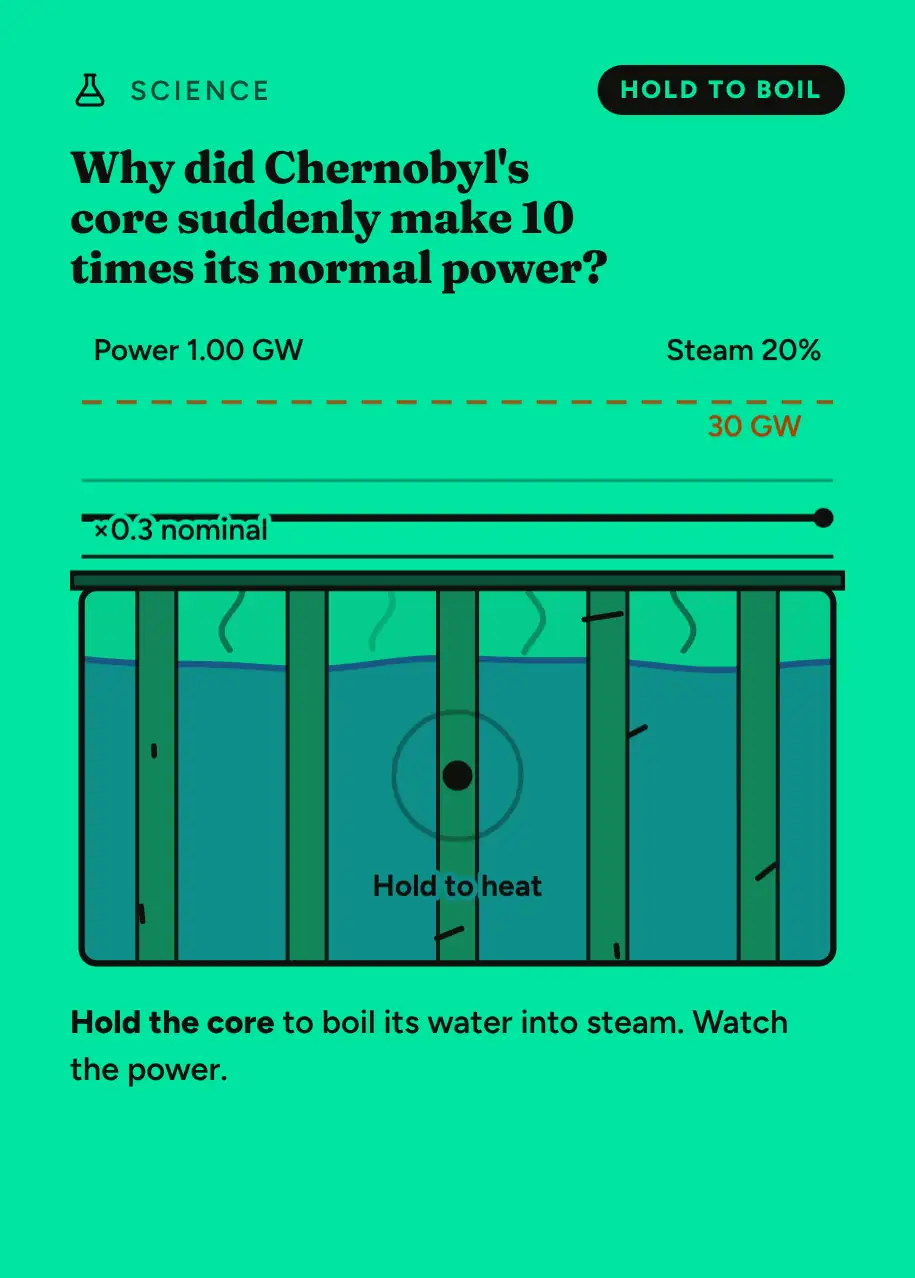 SCIENCE
HOLD TO BOIL
Why did Chernobyl's
core suddenly make 10
times its normal power?
Power 1.00 GW
Steam 20%
30 GW
×0.3 nominal
Hold to heat
Hold the core to boil its water into steam. Watch
the power.